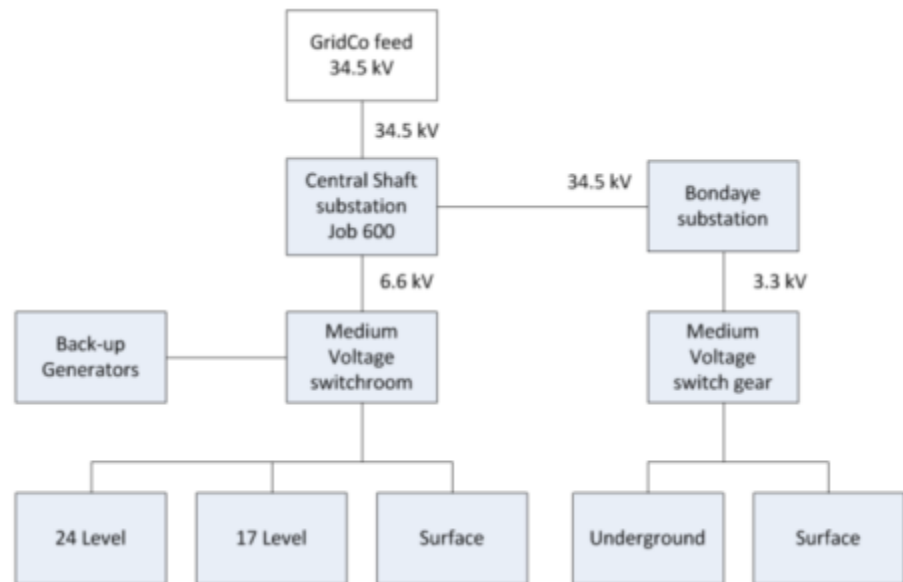 GridCo feed
34.5 kV
34.5 kV
Central Shaft
substation
Job 600
34.5 kV
Bondaye
substation
6.6 kV
3.3 kV
Back-up
Generators
Medium
Voltage
switchroom
Medium
Voltage
switch gear
24 Level
17 Level
Surface
Underground
Surface